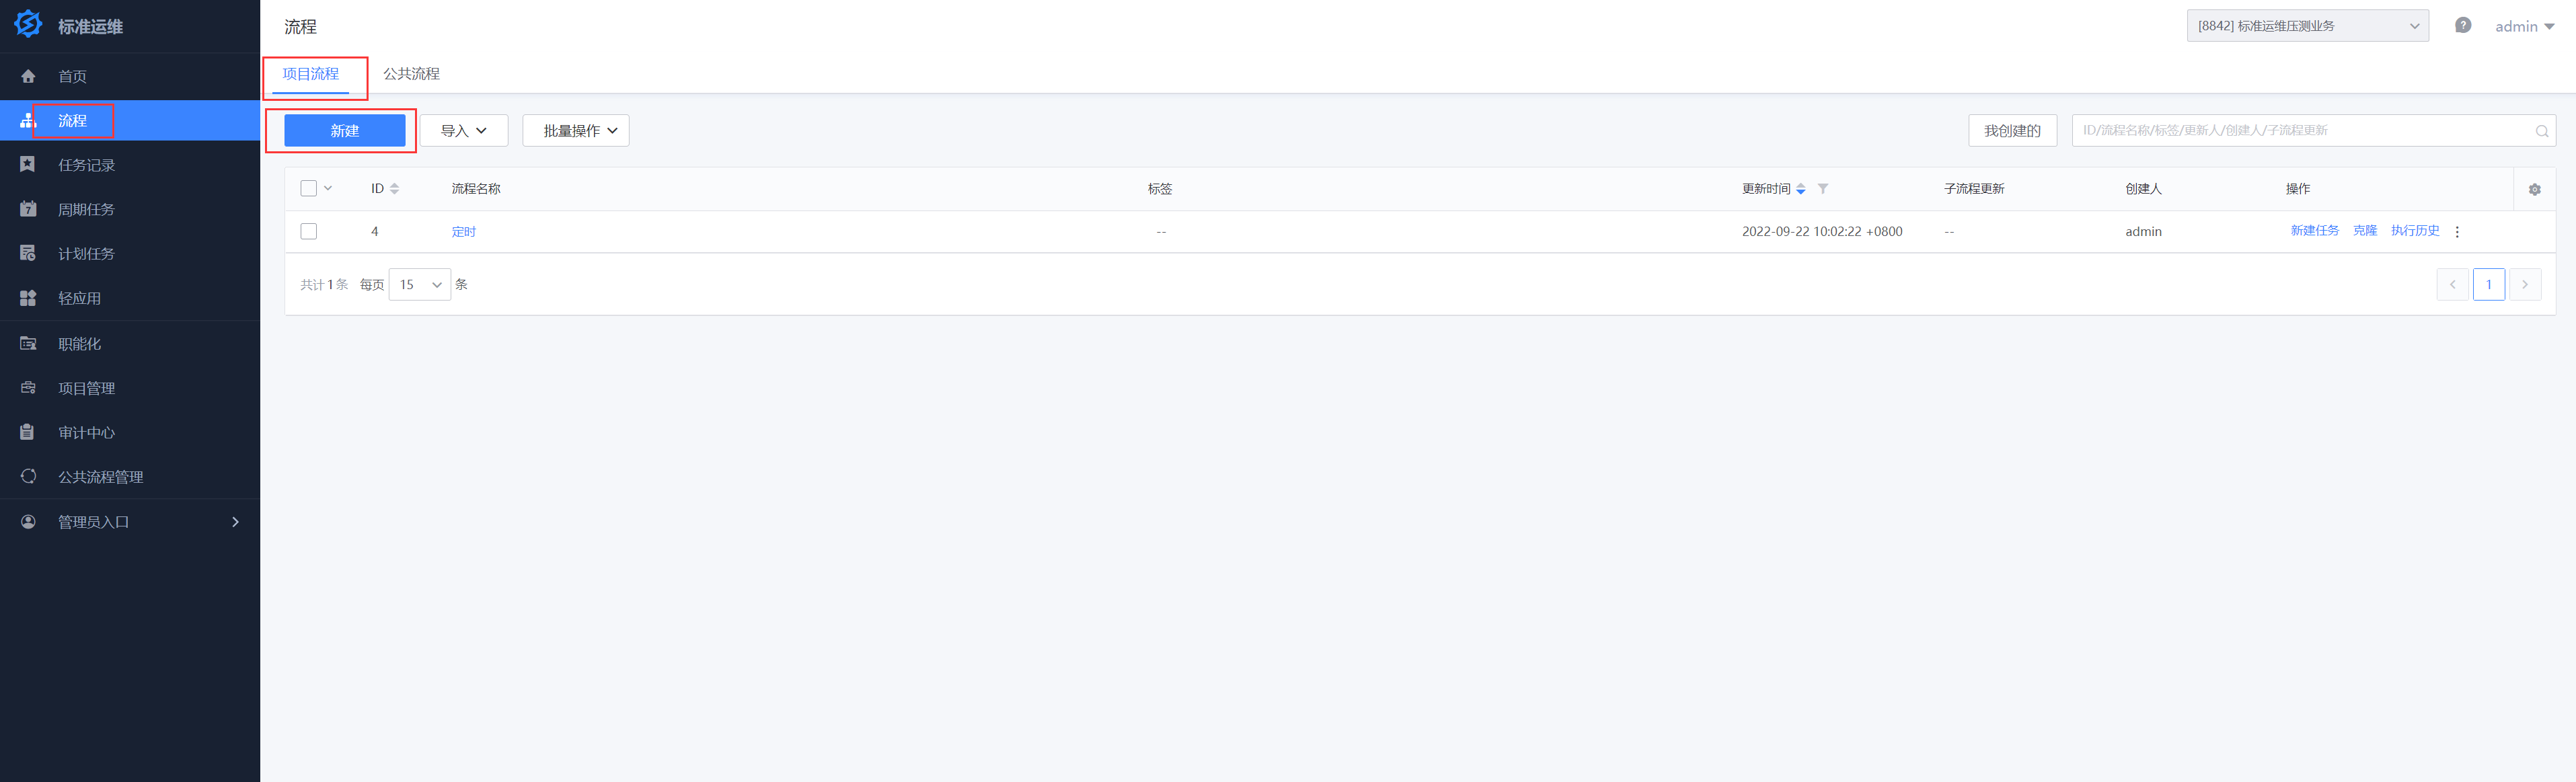 标准运维
首页
流程
任务记录
周期任务
计划任务
轻应用
职能化
项目管理
审计中心
公共流程管理
管理员入口
流程
[8842] 标准运维压测业务
admin
项目流程 公共流程
新建 导入 批量操作 我创建的 ID/流程名称/标签/更新人/创建人/子流程更新
ID 流程名称 标签 更新时间 子流程更新 创建人 操作
4 定时 -- 2022-09-22 10:02:22 +0800 -- admin 新建任务 克隆 执行历史
共计 1 条 每页 15 条 1